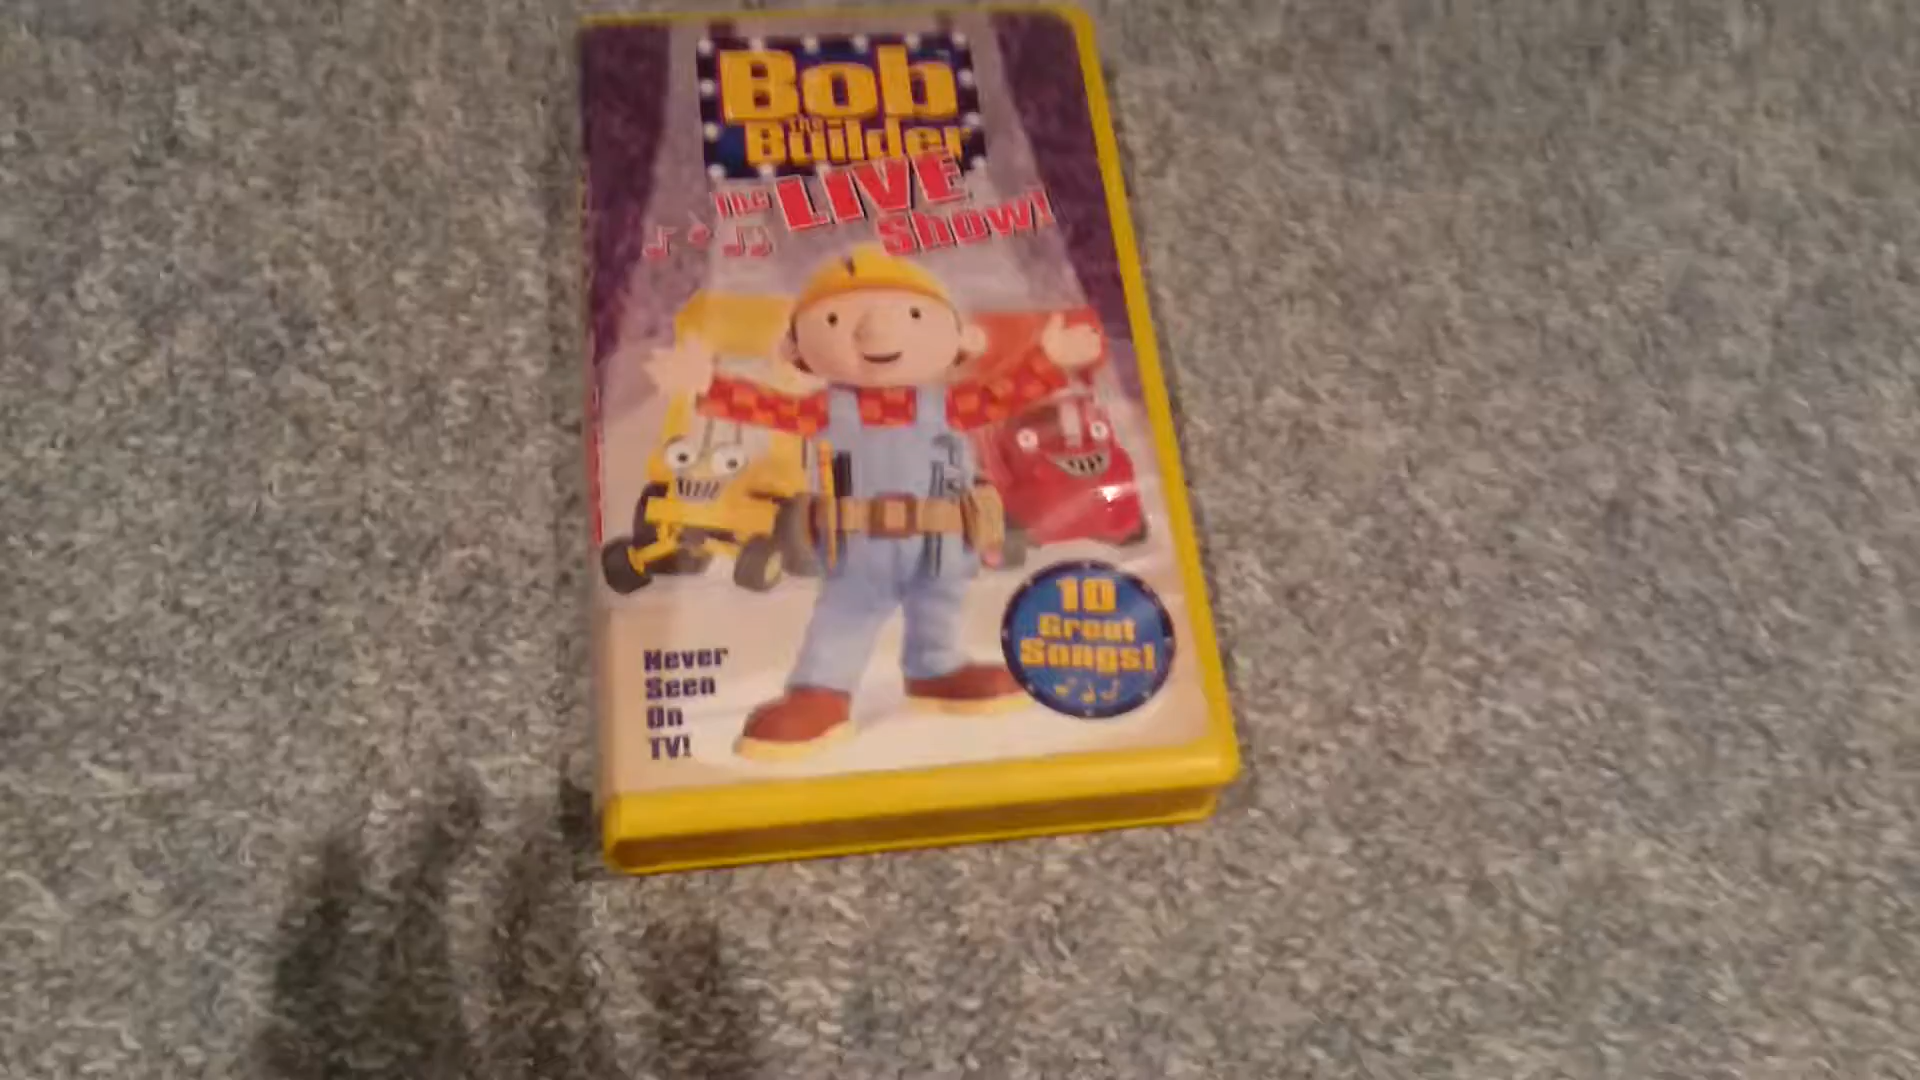 Bob
The
Builder
The LIVE
Show!
10
Great
Songs!
Never
Seen
On
TV!